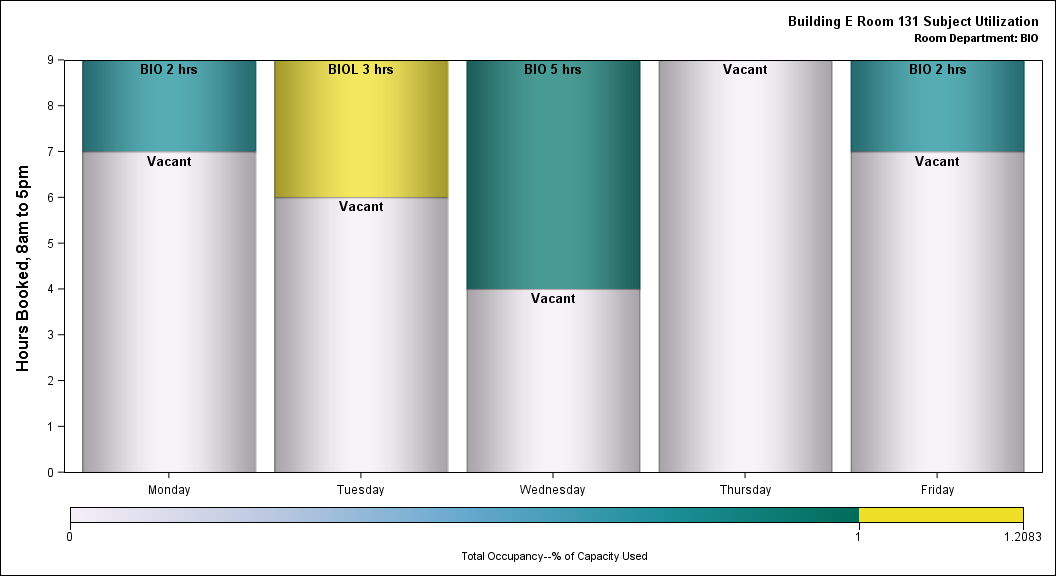 Building E Room 131 Subject Utilization
Room Department: BIO
Hours Booked, 8am to 5pm
9
8
7
6
5
4
3
2
1
0
BIO 2 hrs
Vacant
BIOL 3 hrs
Vacant
BIO 5 hrs
Vacant
Vacant
BIO 2 hrs
Vacant
Monday
Tuesday
Wednesday
Thursday
Friday
0
1
1.2083
Total Occupancy--% of Capacity Used